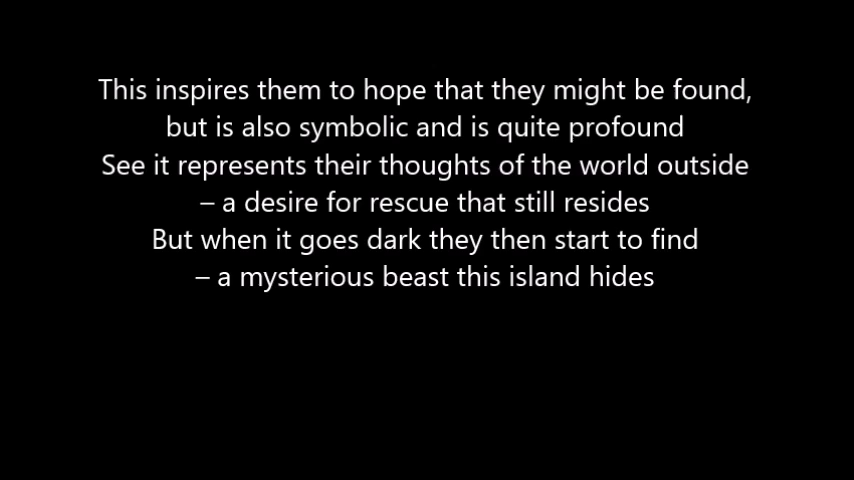 This inspires them to hope that they might be found,
but is also symbolic and is quite profound
See it represents their thoughts of the world outside
– a desire for rescue that still resides
But when it goes dark they then start to find
– a mysterious beast this island hides